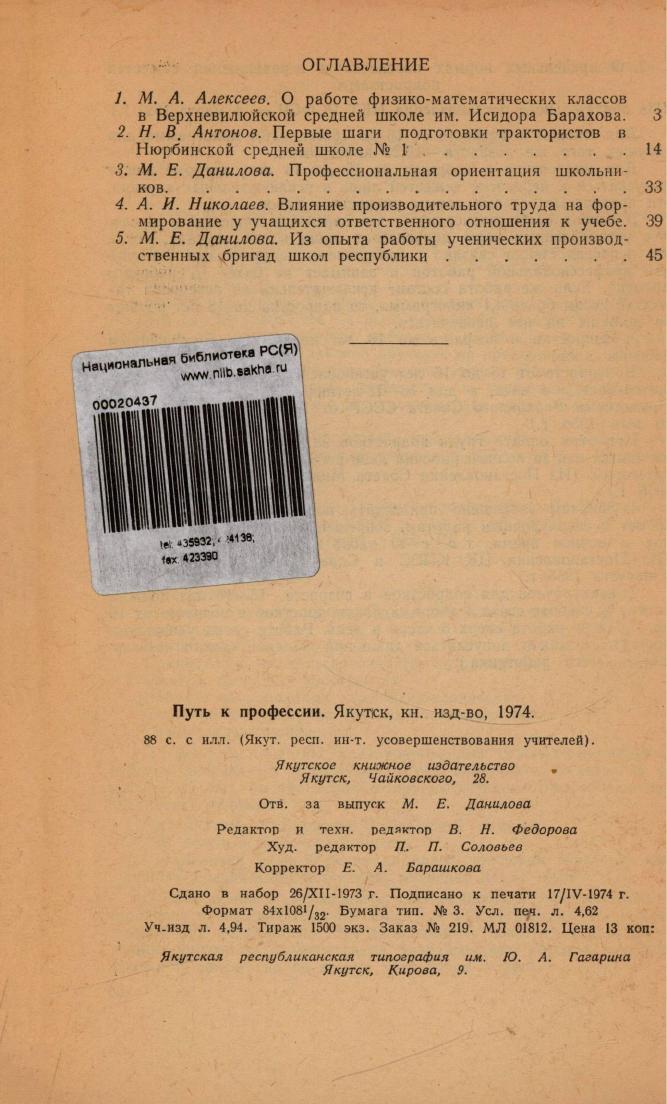 ОГЛАВЛЕНИЕ
1. М. А. Алексеев. О работе физико-математических классов
в Верхневилюйской средней школе им. Исидора Барахова. 3
2. Н. В. Антонов. Первые шаги подготовки трактористов в
Нюрбинской средней школе № 1 . . . . . . . 14
3. М. Е. Данилова. Профессиональная ориентация школьни-
ков. . . . . . . . . . . . . . . . . 33
4. А. И. Николаев. Влияние производительного труда на фор-
мирование у учащихся ответственного отношения к учебе. 39
5. М. Е. Данилова. Из опыта работы ученических производ-
ственных бригад школ республики . . . . . . . 45
Национальная библиотека РС(Я)
www.nlib.sakha.ru
00020437
tel: 435932, 4138;
fax: 423390
Путь к профессии. Якутск, кн. изд-во, 1974.
88 с. с илл. (Якут. респ. ин-т. усовершенствования учителей).
Якутское книжное издательство
Якутск, Чайковского, 28.
Отв. за выпуск М. Е. Данилова
Редактор и техн. редактор В. Н. Федорова
Худ. редактор П. П. Соловьев
Корректор Е. А. Барашкова
Сдано в набор 26/XII-1973 г. Подписано к печати 17/IV-1974 г.
Формат 84х108¹/₃₂. Бумага тип. № 3. Усл. печ. л. 4,62
Уч-изд л. 4,94. Тираж 1500 экз. Заказ № 219. МЛ 01812. Цена 13 коп:
Якутская республиканская типография им. Ю. А. Гагарина
Якутск, Кирова, 9.